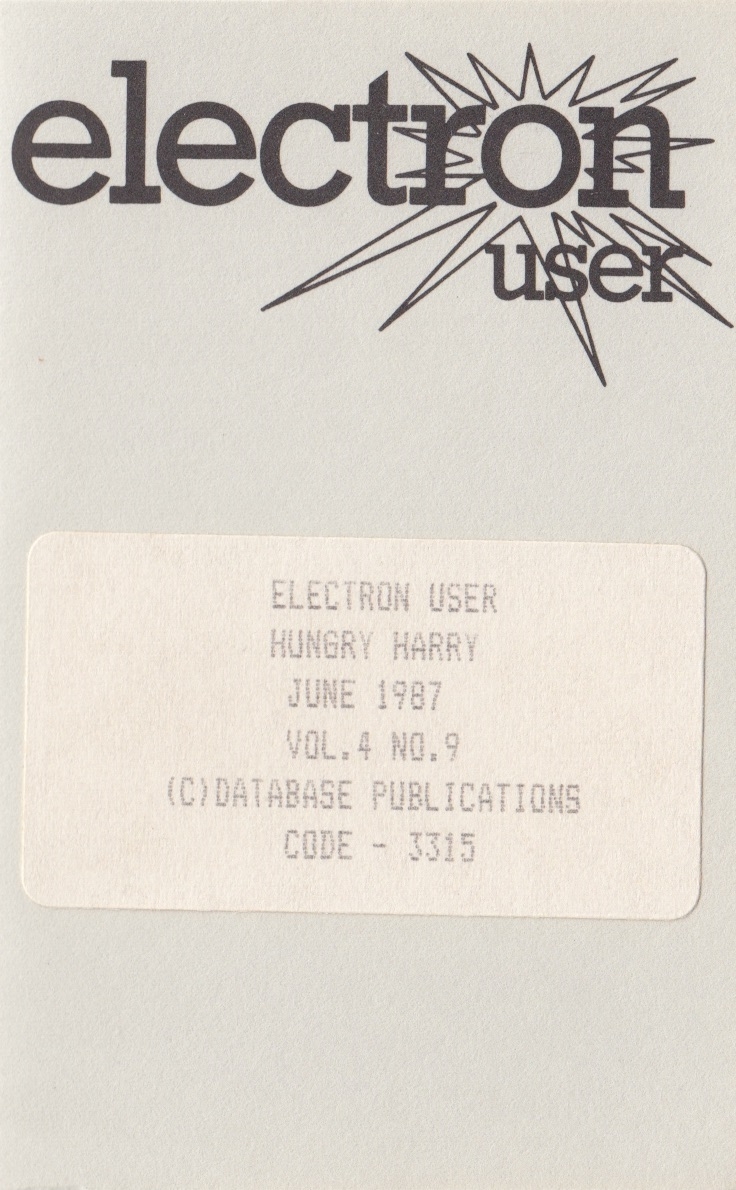 electron
user
ELECTRON USER
HUNGRY HARRY
JUNE 1987
VOL.4 NO.9
(C)DATABASE PUBLICATIONS
CODE - 3315